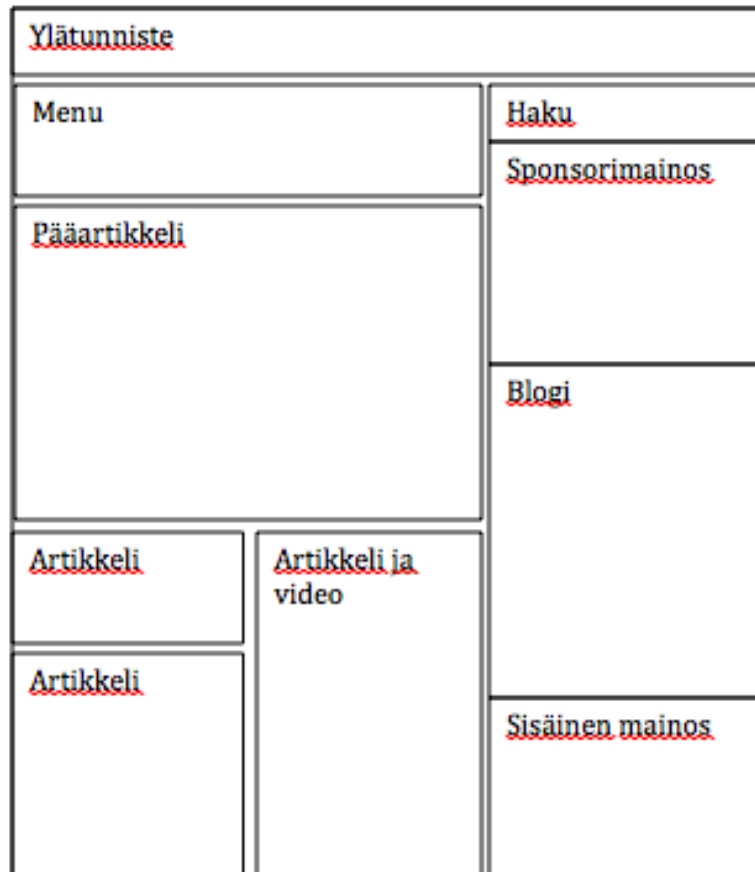 Ylätunniste
Menu
Haku
Sponsorimainos
Pääartikkeli
Blogi
Artikkeli
Artikkeli ja
video
Artikkeli
Sisäinen mainos